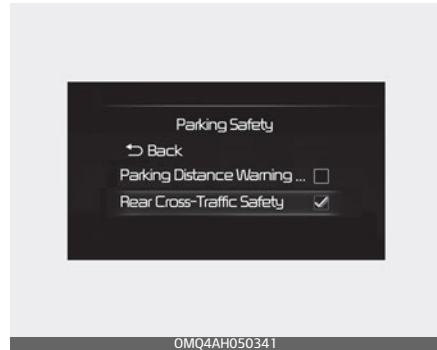 Parking Safety
Back
Parking Distance Warning ...
Rear Cross-Traffic Safety
OMQ4AH050341